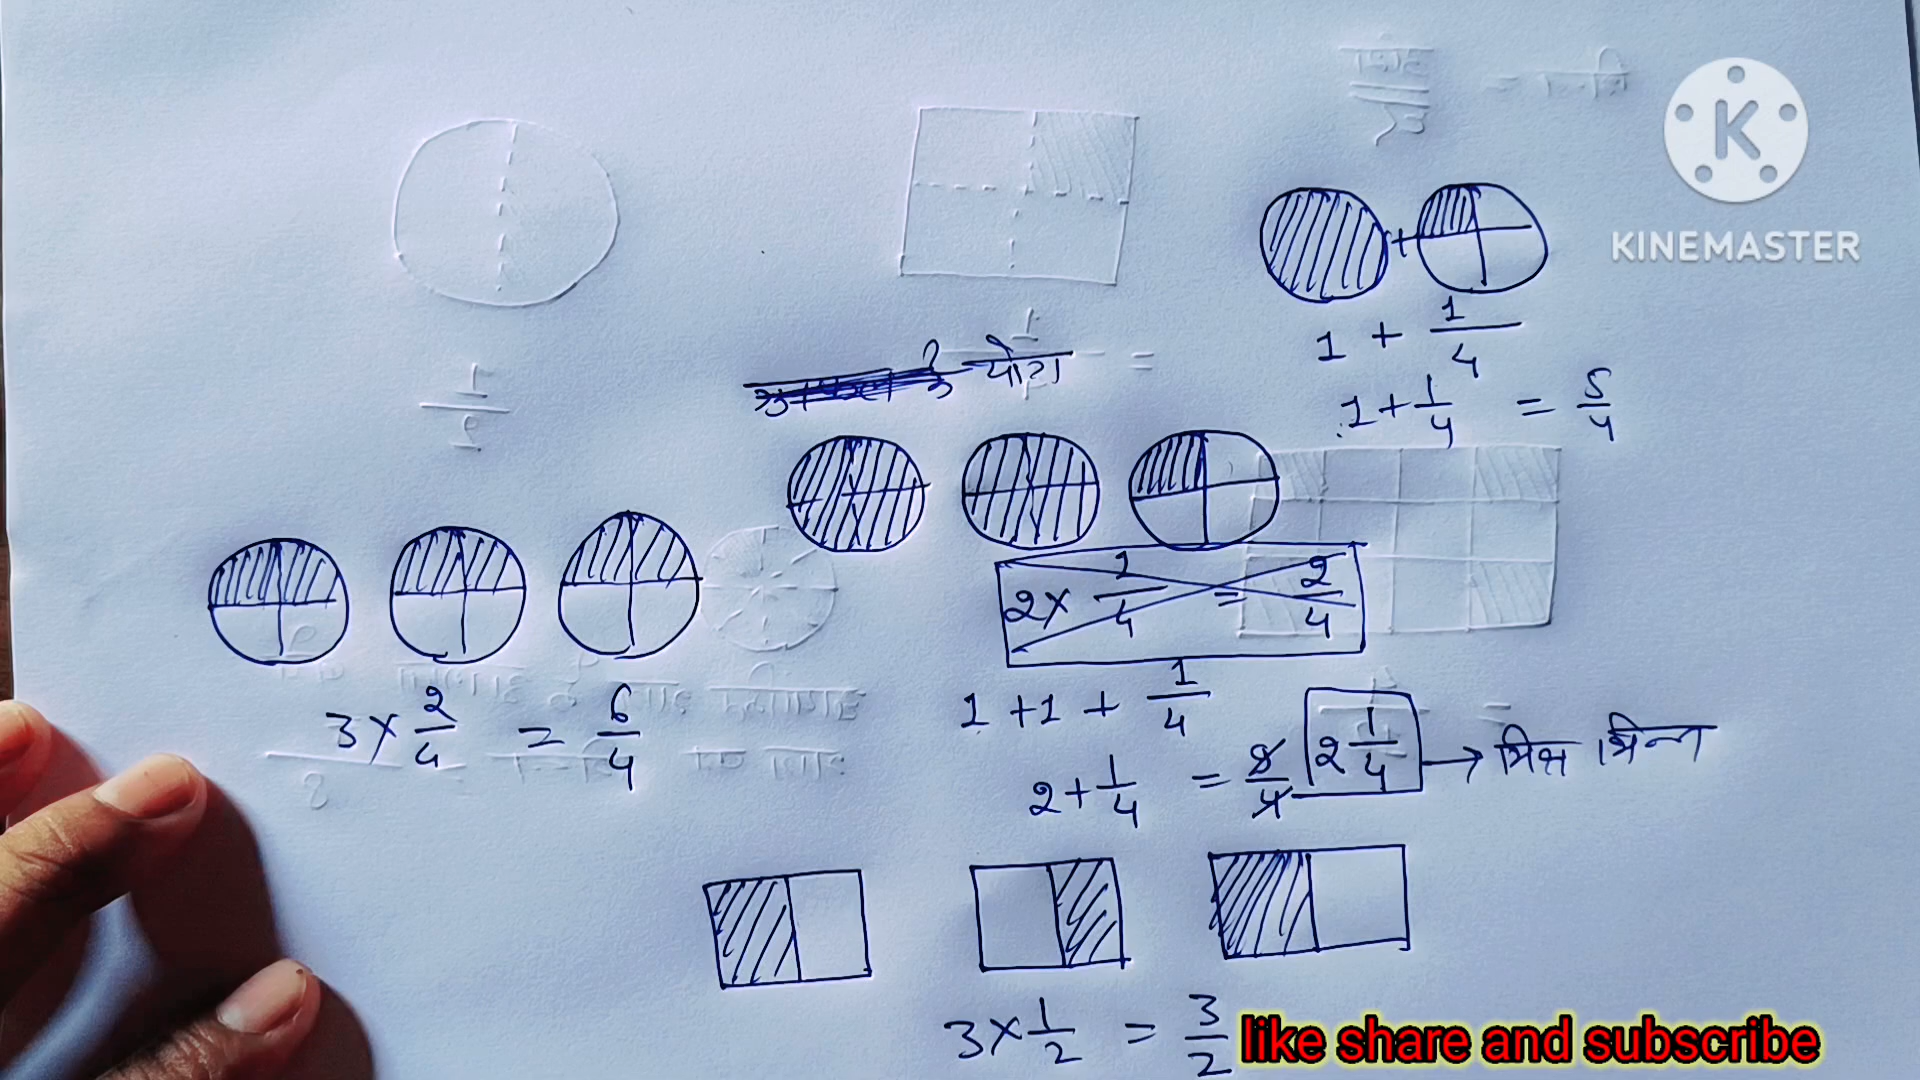 KINEMASTER
1 + 1/4
1 + 1/4 = 5/4
योग
2 × 1/4 = 2/4
3 × 2/4 = 6/4
1 + 1 + 1/4
2 + 1/4 = 8/4 2 1/4 → मिश्र भिन्न
3 × 1/2 = 3/2
like share and subscribe